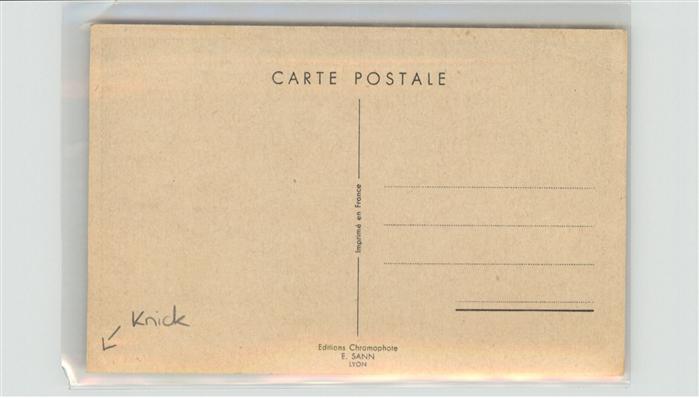 CARTE POSTALE
Imprimé en France
Knick
Editions Chromophote
E. SANN
LYON